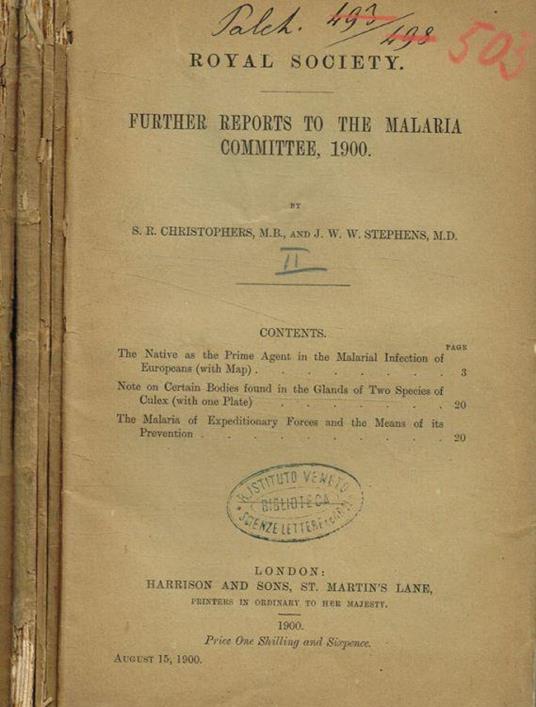 Palch. 493/498 503
ROYAL SOCIETY.
FURTHER REPORTS TO THE MALARIA
COMMITTEE, 1900.
BY
S. R. CHRISTOPHERS, M.B., AND J. W. W. STEPHENS, M.D.
II
CONTENTS.
PAGE
The Native as the Prime Agent in the Malarial Infection of
Europeans (with Map) . . . . . . . . . 3
Note on Certain Bodies found in the Glands of Two Species of
Culex (with one Plate) . . . . . . . . 20
The Malaria of Expeditionary Forces and the Means of its
Prevention . . . . . . . . . . . 20
R. ISTITUTO VENETO
BIBLIOTECA
SCIENZE LETTERE
LONDON:
HARRISON AND SONS, ST. MARTIN'S LANE,
PRINTERS IN ORDINARY TO HER MAJESTY.
1900.
Price One Shilling and Sixpence.
AUGUST 15, 1900.